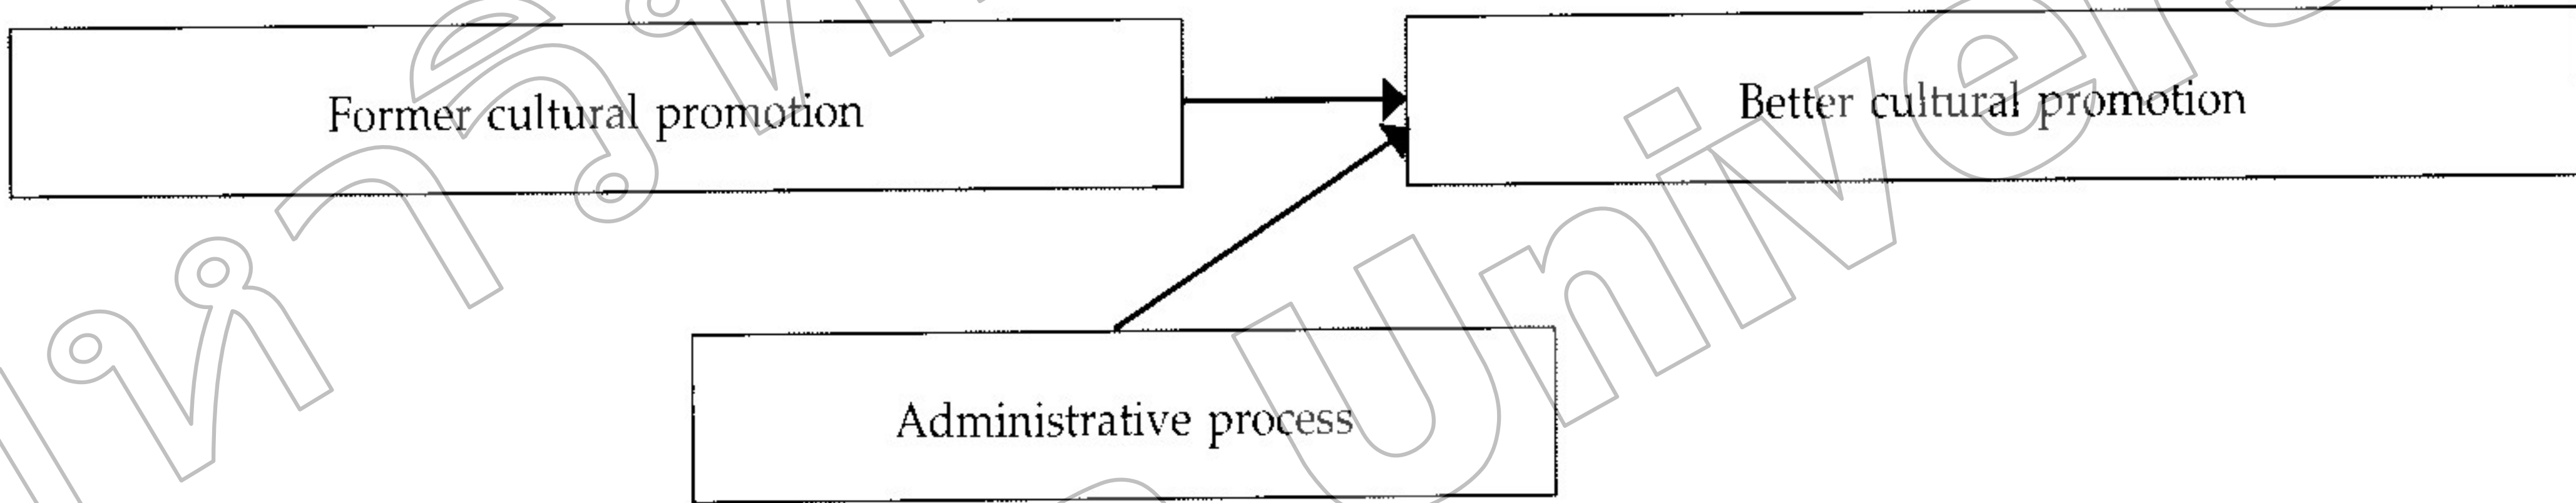 Former cultural promotion
Better cultural promotion
Administrative process